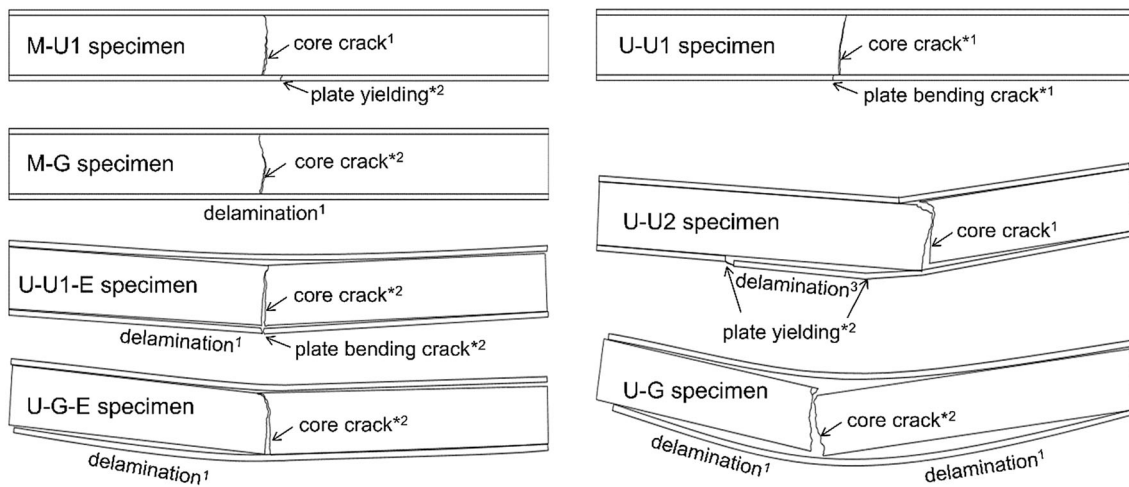 M-U1 specimen
core crack¹
plate yielding*²
M-G specimen
core crack*²
delamination¹
U-U1-E specimen
core crack*²
delamination¹
plate bending crack*²
U-G-E specimen
core crack*²
delamination¹
U-U1 specimen
core crack*¹
plate bending crack*¹
U-U2 specimen
core crack¹
delamination³
plate yielding*²
U-G specimen
core crack*²
delamination¹
delamination¹